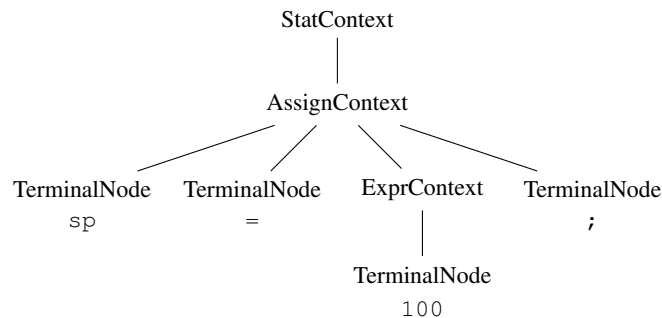 StatContext
AssignContext
TerminalNode TerminalNode ExprContext TerminalNode
sp = ;
TerminalNode
100